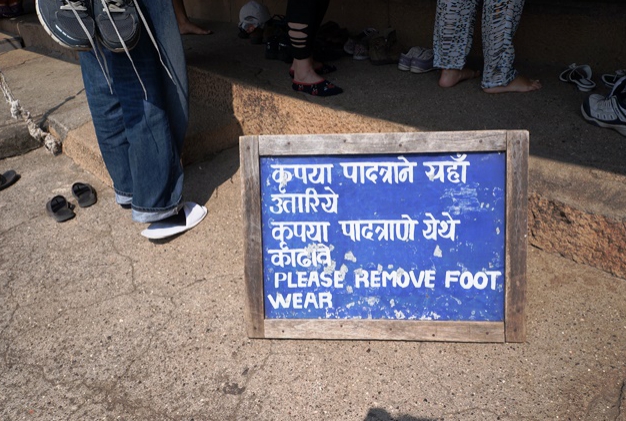 कृपया पादत्राने यहाँ
उतारिये
कृपया पादत्राणे येथे
काढावे
PLEASE REMOVE FOOT
WEAR